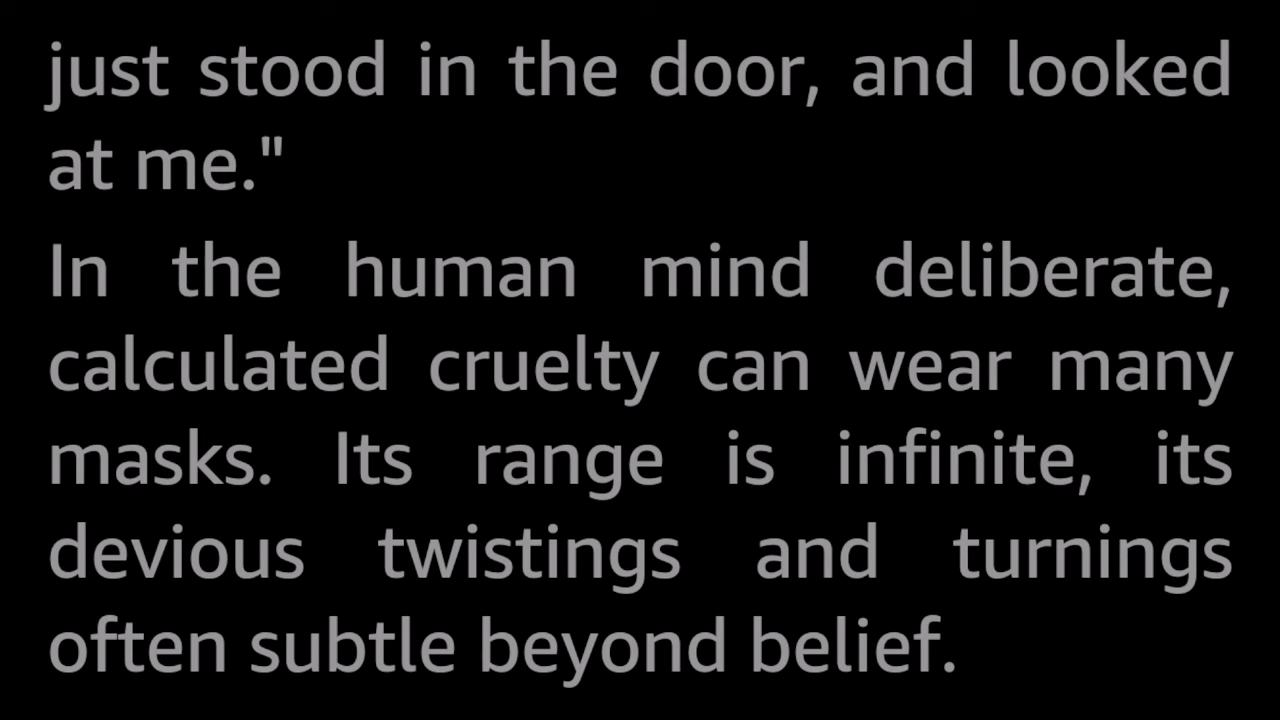 just stood in the door, and looked
at me."
In the human mind deliberate,
calculated cruelty can wear many
masks. Its range is infinite, its
devious twistings and turnings
often subtle beyond belief.